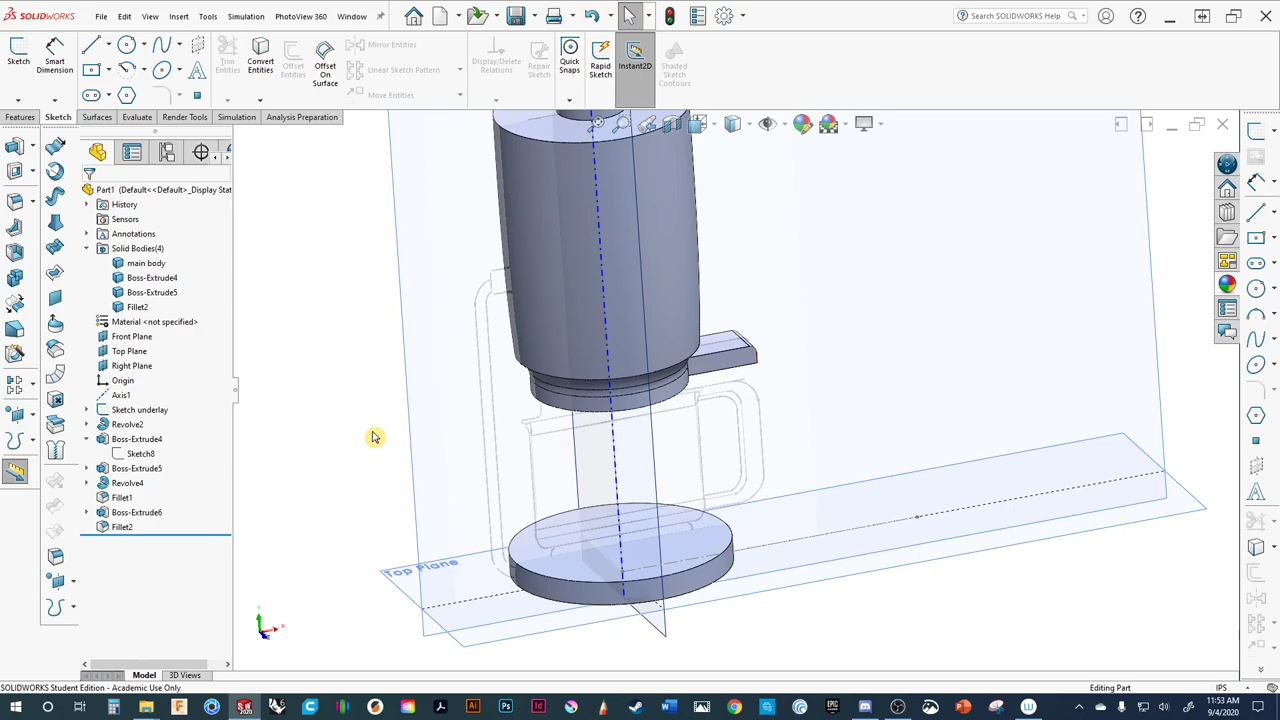 SOLIDWORKS
File Edit View Insert Tools Simulation PhotoView 360 Window
Search SOLIDWORKS Help
Sketch
Smart Dimension
Trim Entities
Convert Entities
Offset Entities
Offset On Surface
Mirror Entities
Linear Sketch Pattern
Move Entities
Display/Delete Relations
Repair Sketch
Quick Snaps
Rapid Sketch
Instant2D
Shaded Sketch Contours
Features Sketch Surfaces Evaluate Render Tools Simulation Analysis Preparation
Part1 (Default<<Default>_Display Stat
History
Sensors
Annotations
Solid Bodies(4)
main body
Boss-Extrude4
Boss-Extrude5
Fillet2
Material <not specified>
Front Plane
Top Plane
Right Plane
Origin
Axis1
Sketch underlay
Revolve2
Boss-Extrude4
Sketch8
Boss-Extrude5
Revolve4
Fillet1
Boss-Extrude6
Fillet2
Top Plane
Model 3D Views
SOLIDWORKS Student Edition - Academic Use Only
Editing Part
IPS
11:53 AM
9/4/2020